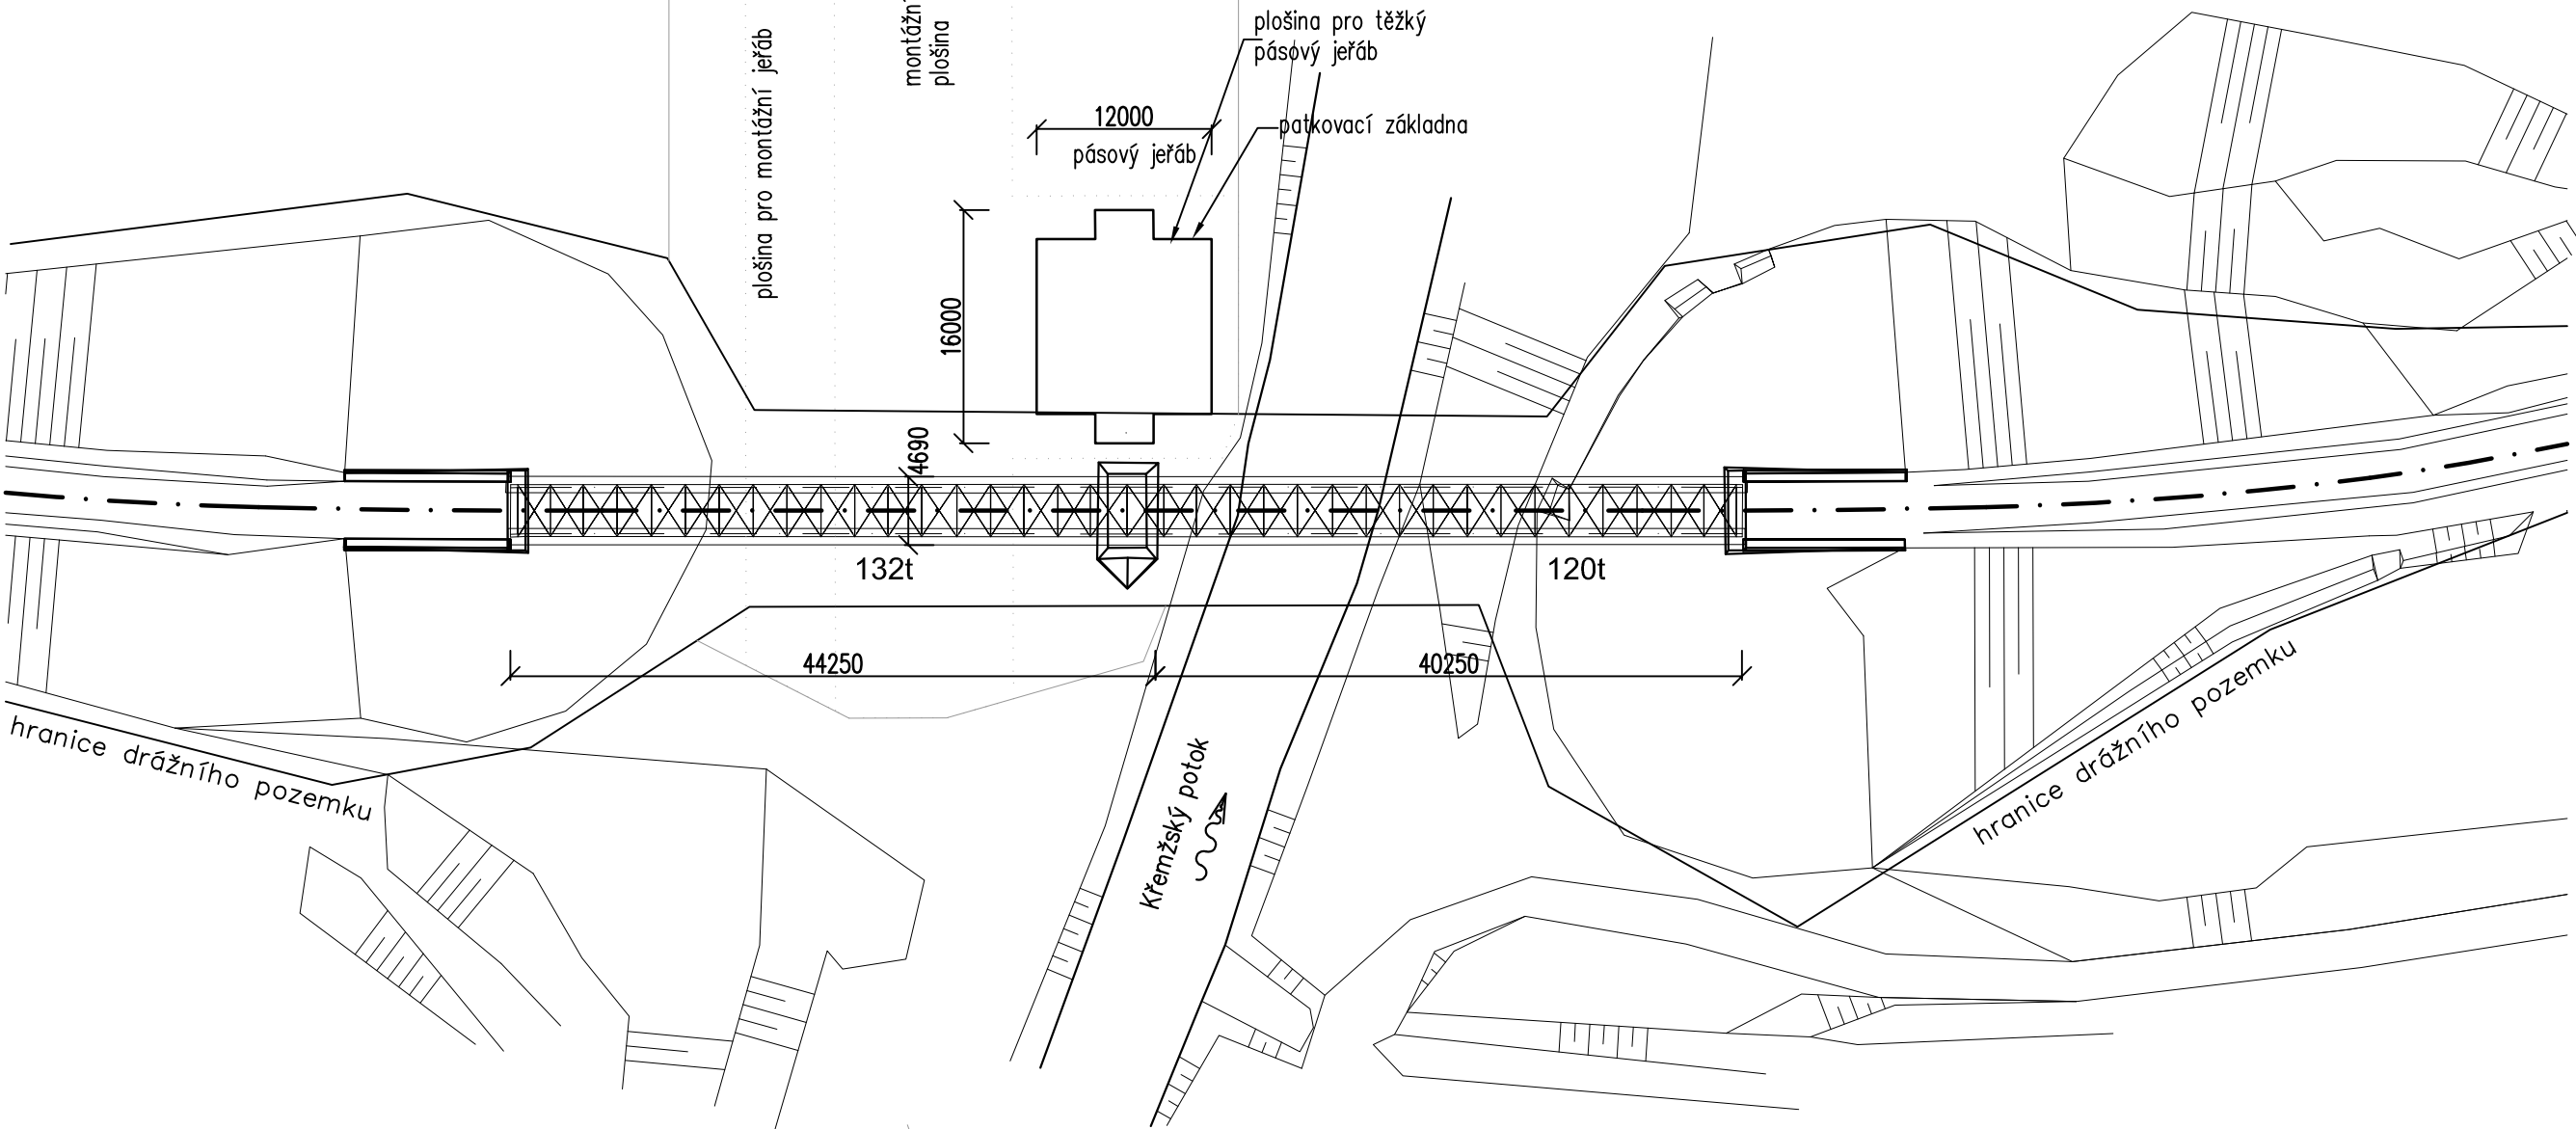 plošina pro těžký
pásový jeřáb
montážní
plošina
plošina pro montážní jeřáb
12000
patkovací základna
pásový jeřáb
16000
4690
132t
120t
44250
40250
hranice drážního pozemku
hranice drážního pozemku
Křemžský potok